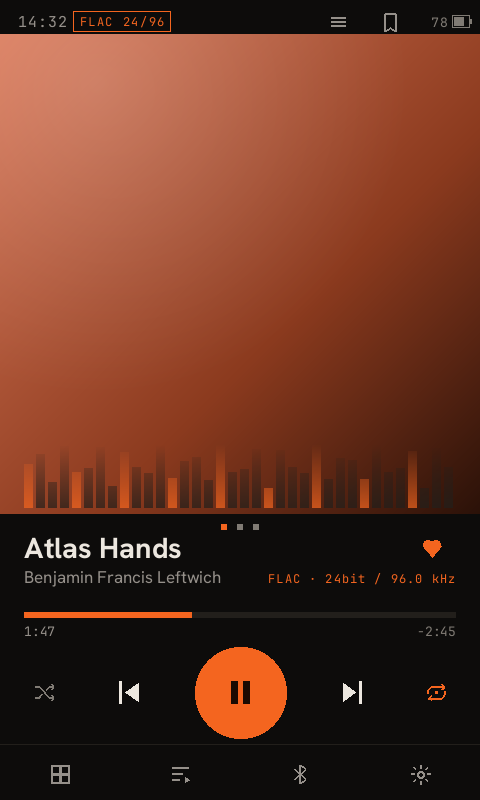 14:32 FLAC 24/96 78
Atlas Hands
Benjamin Francis Leftwich FLAC · 24bit / 96.0 kHz
1:47 -2:45